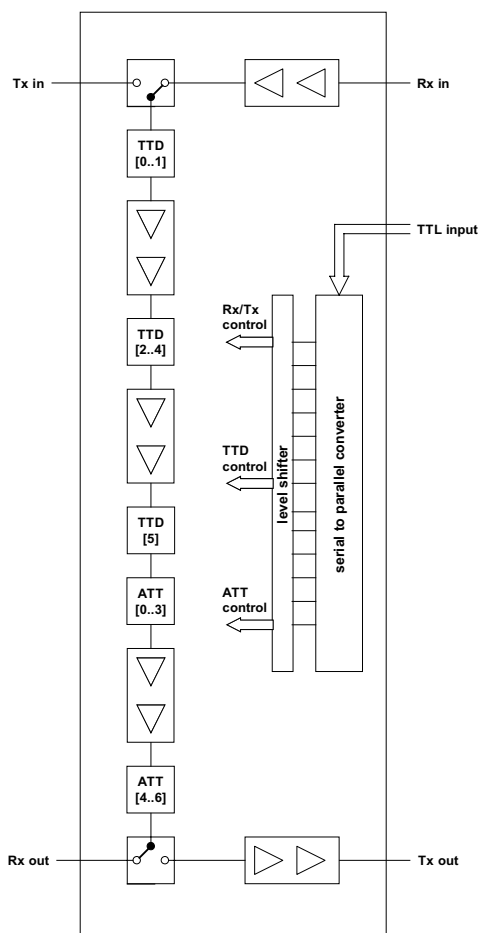 Tx in
Rx in
TTD
[0..1]
TTL input
Rx/Tx
control
TTD
[2..4]
TTD
control
level shifter
serial to parallel converter
TTD
[5]
ATT
[0..3]
ATT
control
ATT
[4..6]
Rx out
Tx out